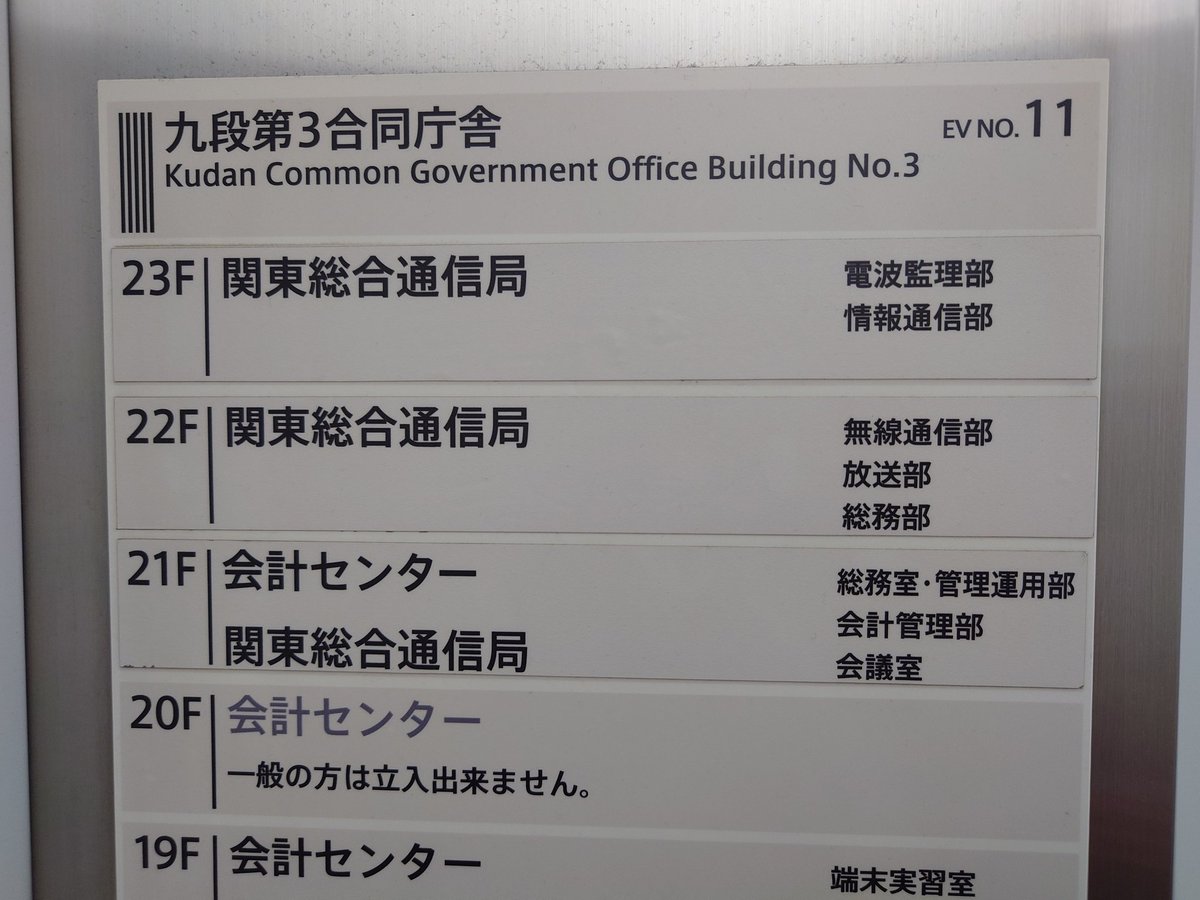 九段第3合同庁舎
EV NO. 11
Kudan Common Government Office Building No.3
23F 関東総合通信局
電波監理部
情報通信部
22F 関東総合通信局
無線通信部
放送部
総務部
21F 会計センター
総務室・管理運用部
会計管理部
関東総合通信局
会議室
20F 会計センター
一般の方は立入出来ません。
19F 会計センター
端末実習室